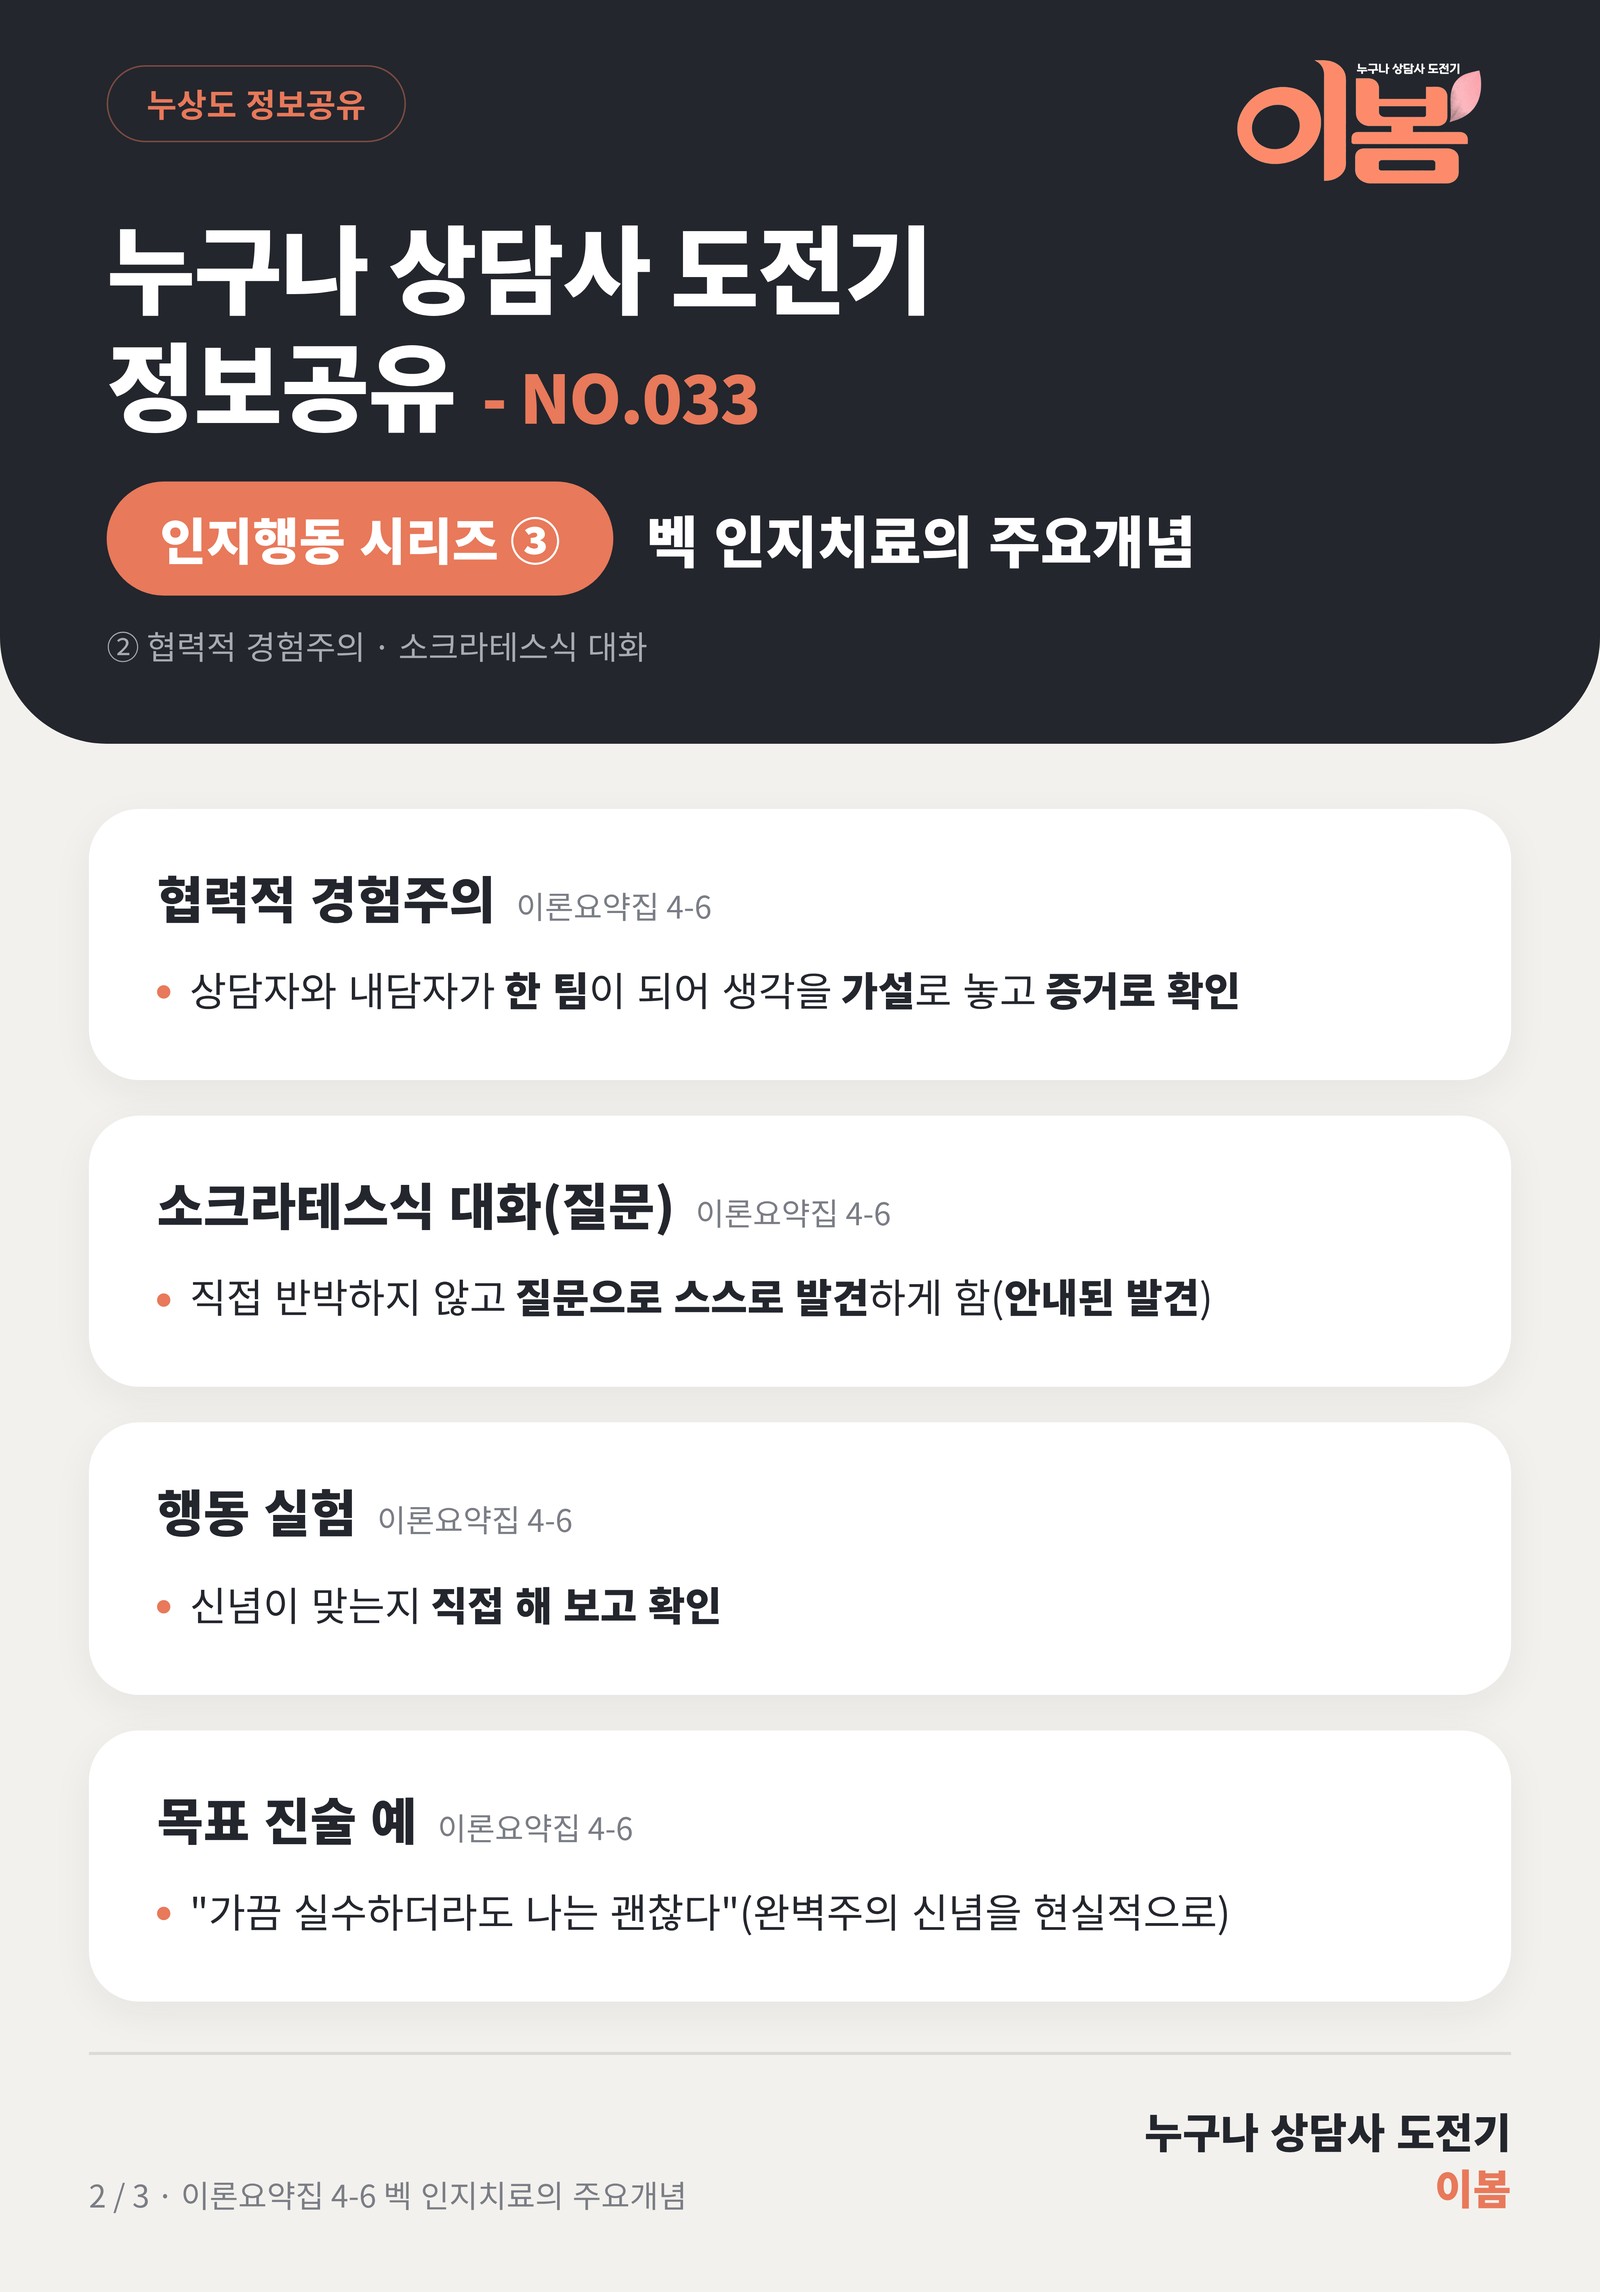 누상도 정보공유
누구나 상담사 도전기
이봄
누구나 상담사 도전기
정보공유 - NO.033
인지행동 시리즈 ③ 벡 인지치료의 주요개념
② 협력적 경험주의 · 소크라테스식 대화
협력적 경험주의 이론요약집 4-6
• 상담자와 내담자가 한 팀이 되어 생각을 가설로 놓고 증거로 확인
소크라테스식 대화(질문) 이론요약집 4-6
• 직접 반박하지 않고 질문으로 스스로 발견하게 함(안내된 발견)
행동 실험 이론요약집 4-6
• 신념이 맞는지 직접 해 보고 확인
목표 진술 예 이론요약집 4-6
• "가끔 실수하더라도 나는 괜찮다"(완벽주의 신념을 현실적으로)
누구나 상담사 도전기
2 / 3 · 이론요약집 4-6 벡 인지치료의 주요개념
이봄